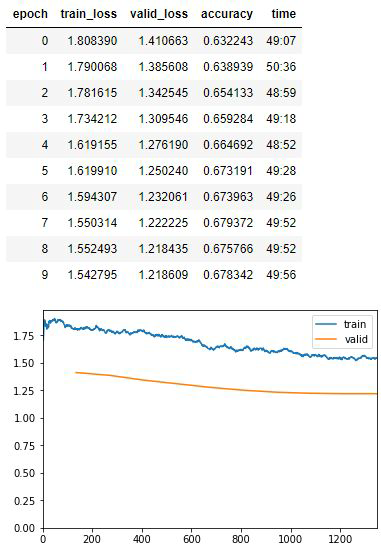 epoch train_loss valid_loss accuracy time
0 1.808390 1.410663 0.632243 49:07
1 1.790068 1.385608 0.638939 50:36
2 1.781615 1.342545 0.654133 48:59
3 1.734212 1.309546 0.659284 49:18
4 1.619155 1.276190 0.664692 48:52
5 1.619910 1.250240 0.673191 49:28
6 1.594307 1.232061 0.673963 49:26
7 1.550314 1.222225 0.679372 49:52
8 1.552493 1.218435 0.675766 49:52
9 1.542795 1.218609 0.678342 49:56
train
valid
1.75
1.50
1.25
1.00
0.75
0.50
0.25
0.00
0 200 400 600 800 1000 1200